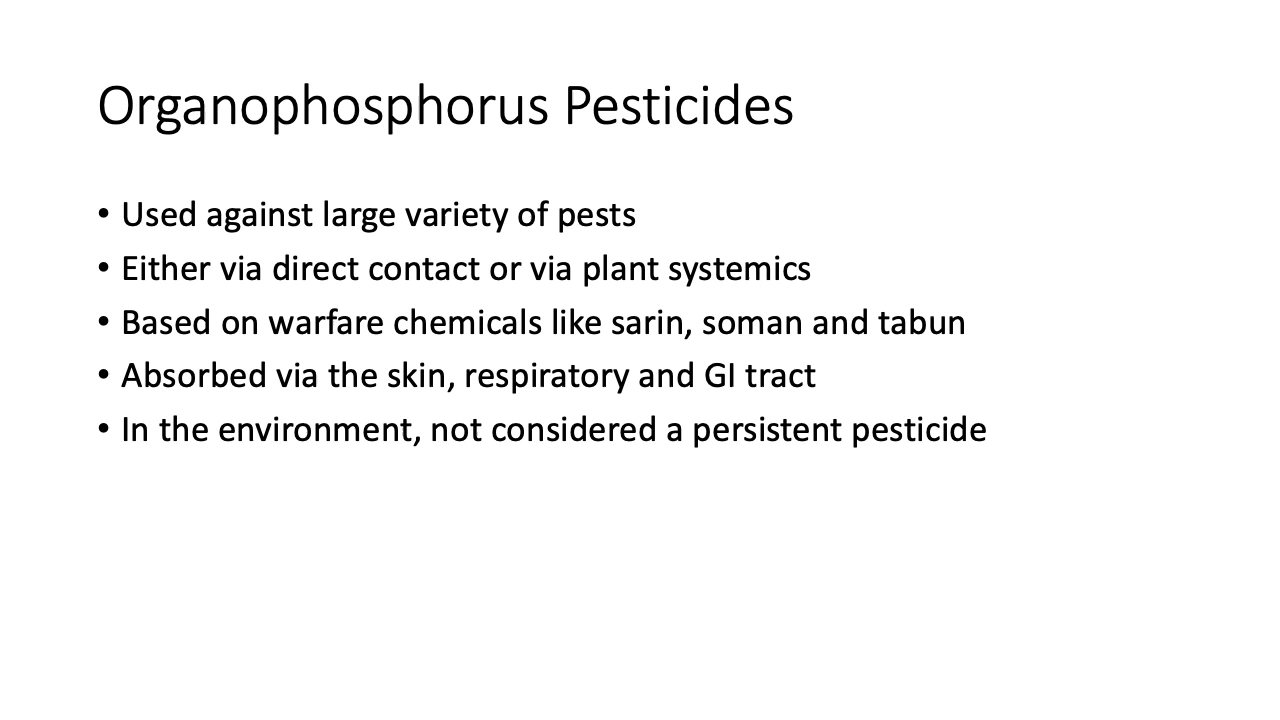 Organophosphorus Pesticides
• Used against large variety of pests
• Either via direct contact or via plant systemics
• Based on warfare chemicals like sarin, soman and tabun
• Absorbed via the skin, respiratory and GI tract
• In the environment, not considered a persistent pesticide